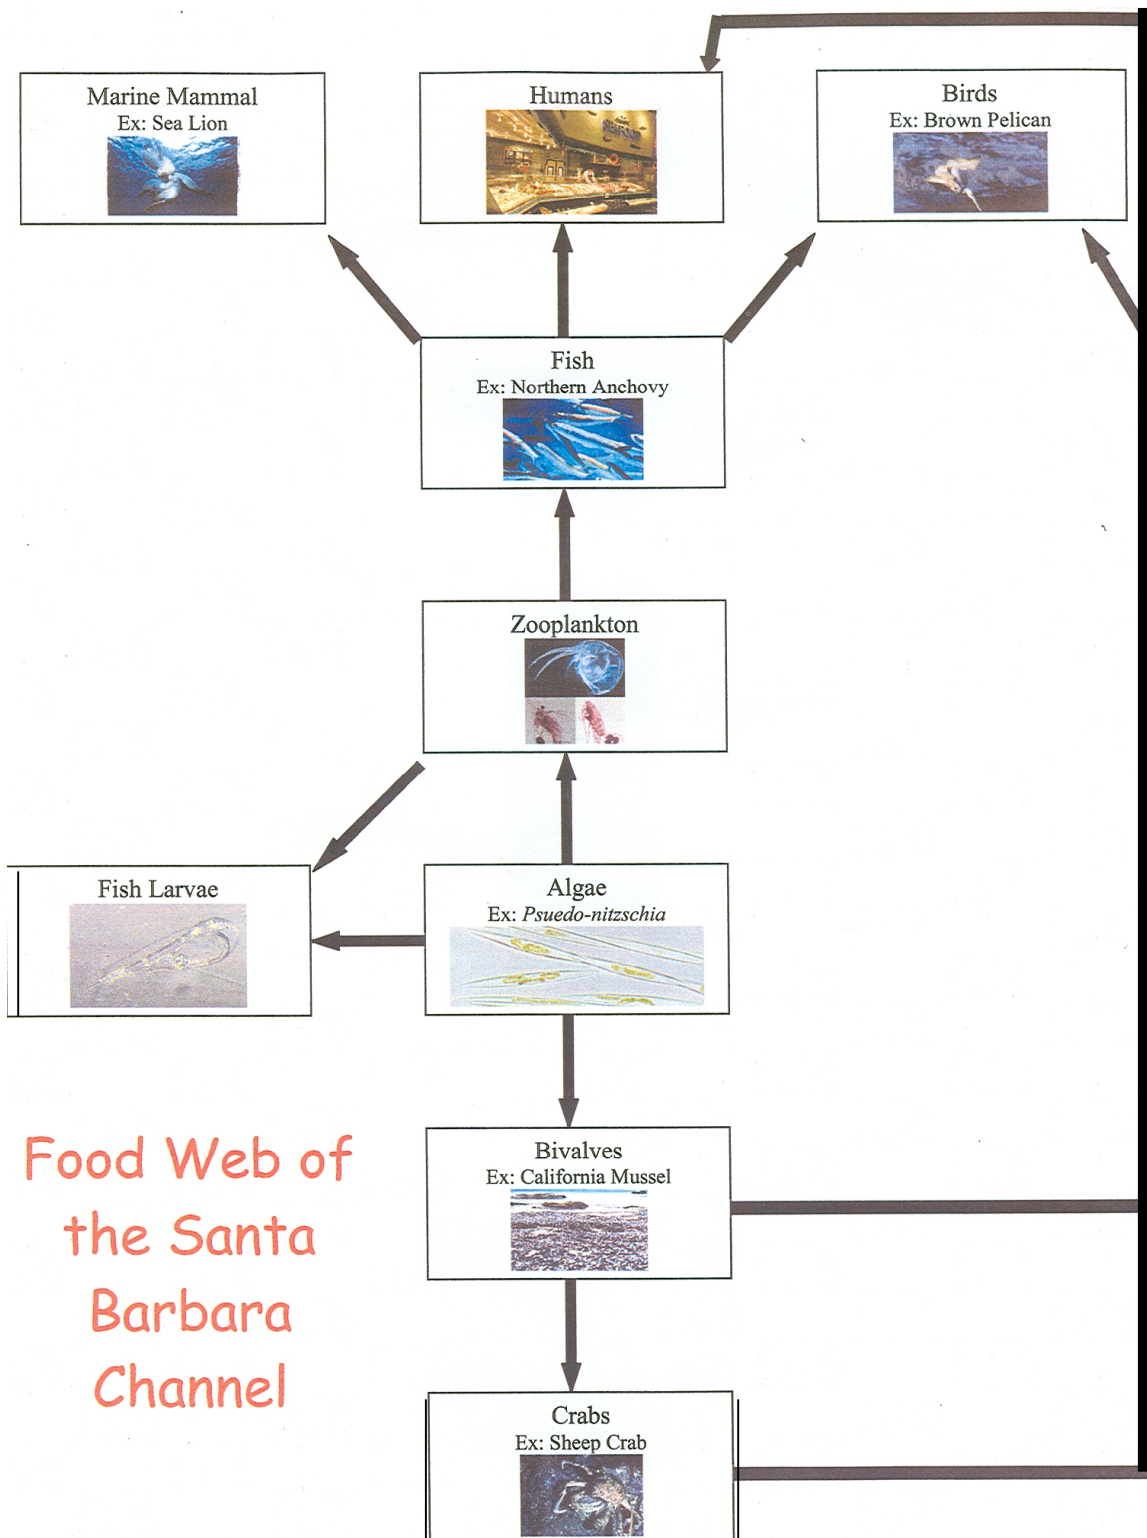 Marine Mammal
Ex: Sea Lion
Humans
SEAFOOD
Birds
Ex: Brown Pelican
Fish
Ex: Northern Anchovy
Zooplankton
Fish Larvae
Algae
Ex: Psuedo-nitzschia
Bivalves
Ex: California Mussel
Food Web of
the Santa
Barbara
Channel
Crabs
Ex: Sheep Crab